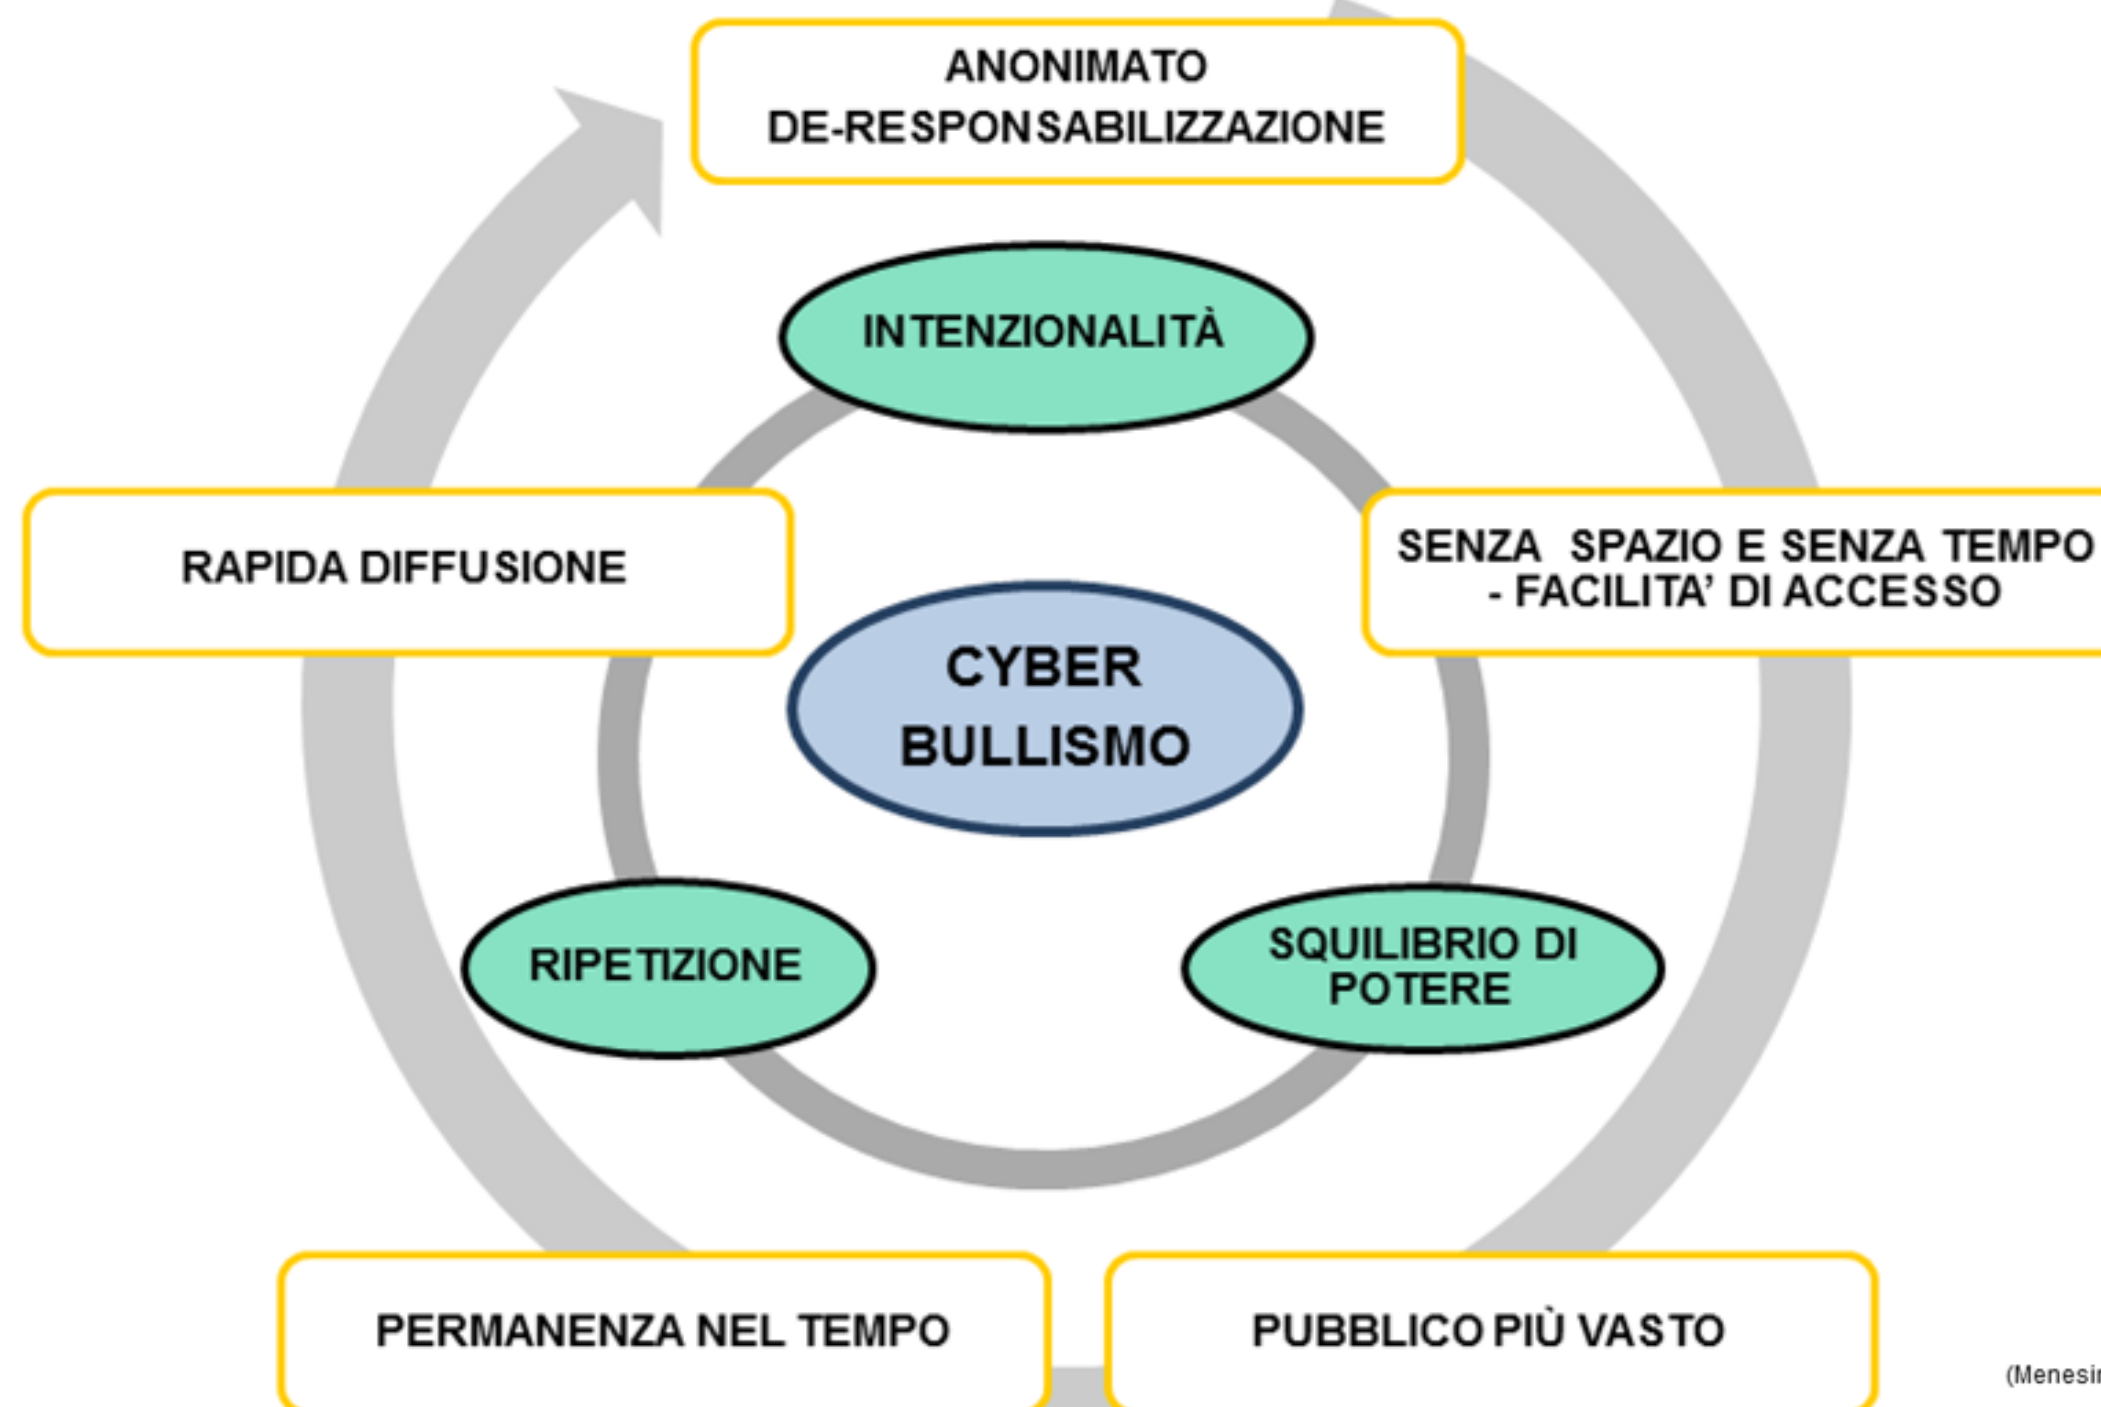 ANONIMATO
DE-RESPONSABILIZZAZIONE
INTENZIONALITÀ
RAPIDA DIFFUSIONE
SENZA SPAZIO E SENZA TEMPO
- FACILITA’ DI ACCESSO
CYBER
BULLISMO
RIPETIZIONE
SQUILIBRIO DI
POTERE
PERMANENZA NEL TEMPO
PUBBLICO PIÙ VASTO